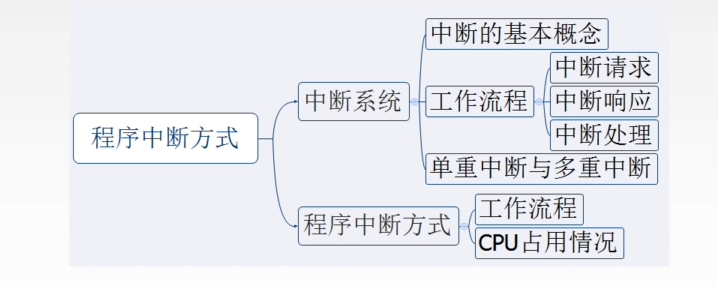 程序中断方式
中断系统
中断的基本概念
工作流程
中断请求
中断响应
中断处理
单重中断与多重中断
程序中断方式
工作流程
CPU占用情况